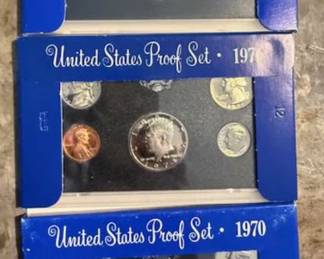 United States Proof Set · 197
United States Proof Set · 1970